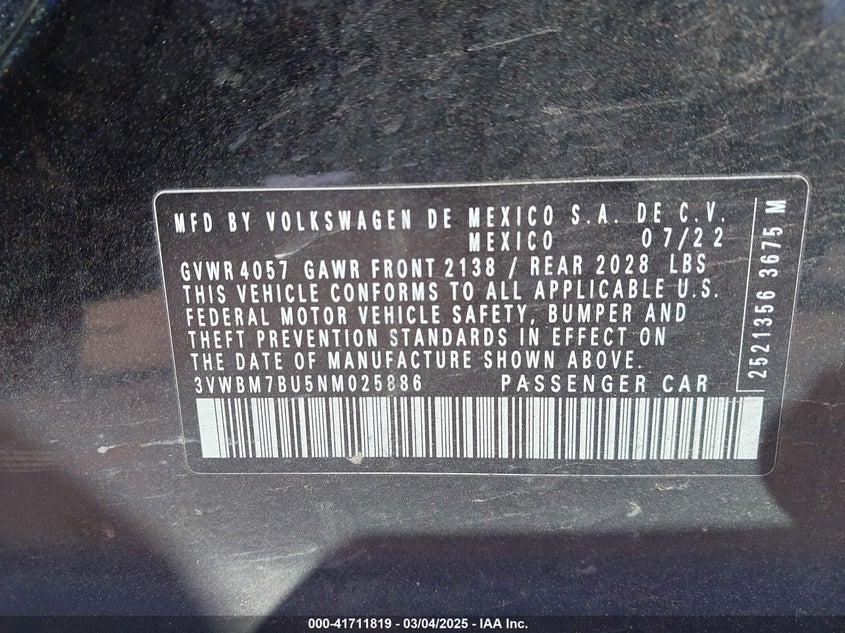 MFD BY VOLKSWAGEN DE MEXICO S.A. DE C.V.
MEXICO 07/22
GVWR 4057 GAWR FRONT 2138 / REAR 2028 LBS
THIS VEHICLE CONFORMS TO ALL APPLICABLE U.S.
FEDERAL MOTOR VEHICLE SAFETY, BUMPER AND
THEFT PREVENTION STANDARDS IN EFFECT ON
THE DATE OF MANUFACTURE SHOWN ABOVE.
3VWBM7BU5NM025886 PASSENGER CAR
2521356 3675 M
000-41711819 - 03/04/2025 - IAA Inc.